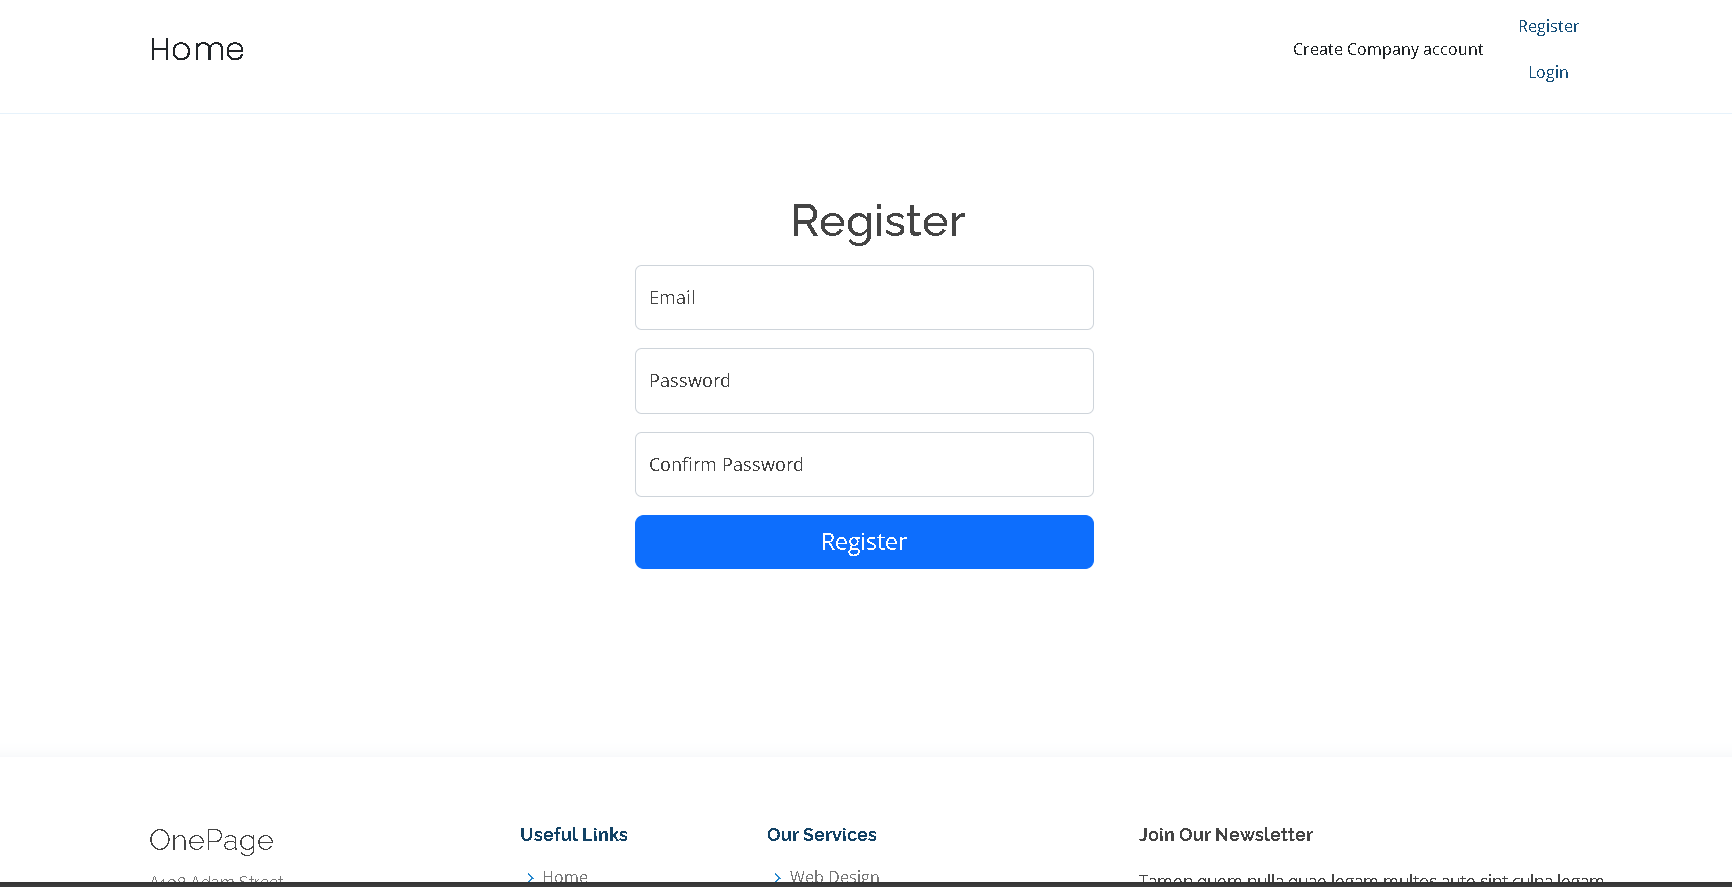 Home
Create Company account
Register
Login
Register
Email
Password
Confirm Password
Register
OnePage
Useful Links
Our Services
Join Our Newsletter
A108 Adam Street
Home
Web Design
Tamen quem nulla quae legam multos aute sint culpa legam